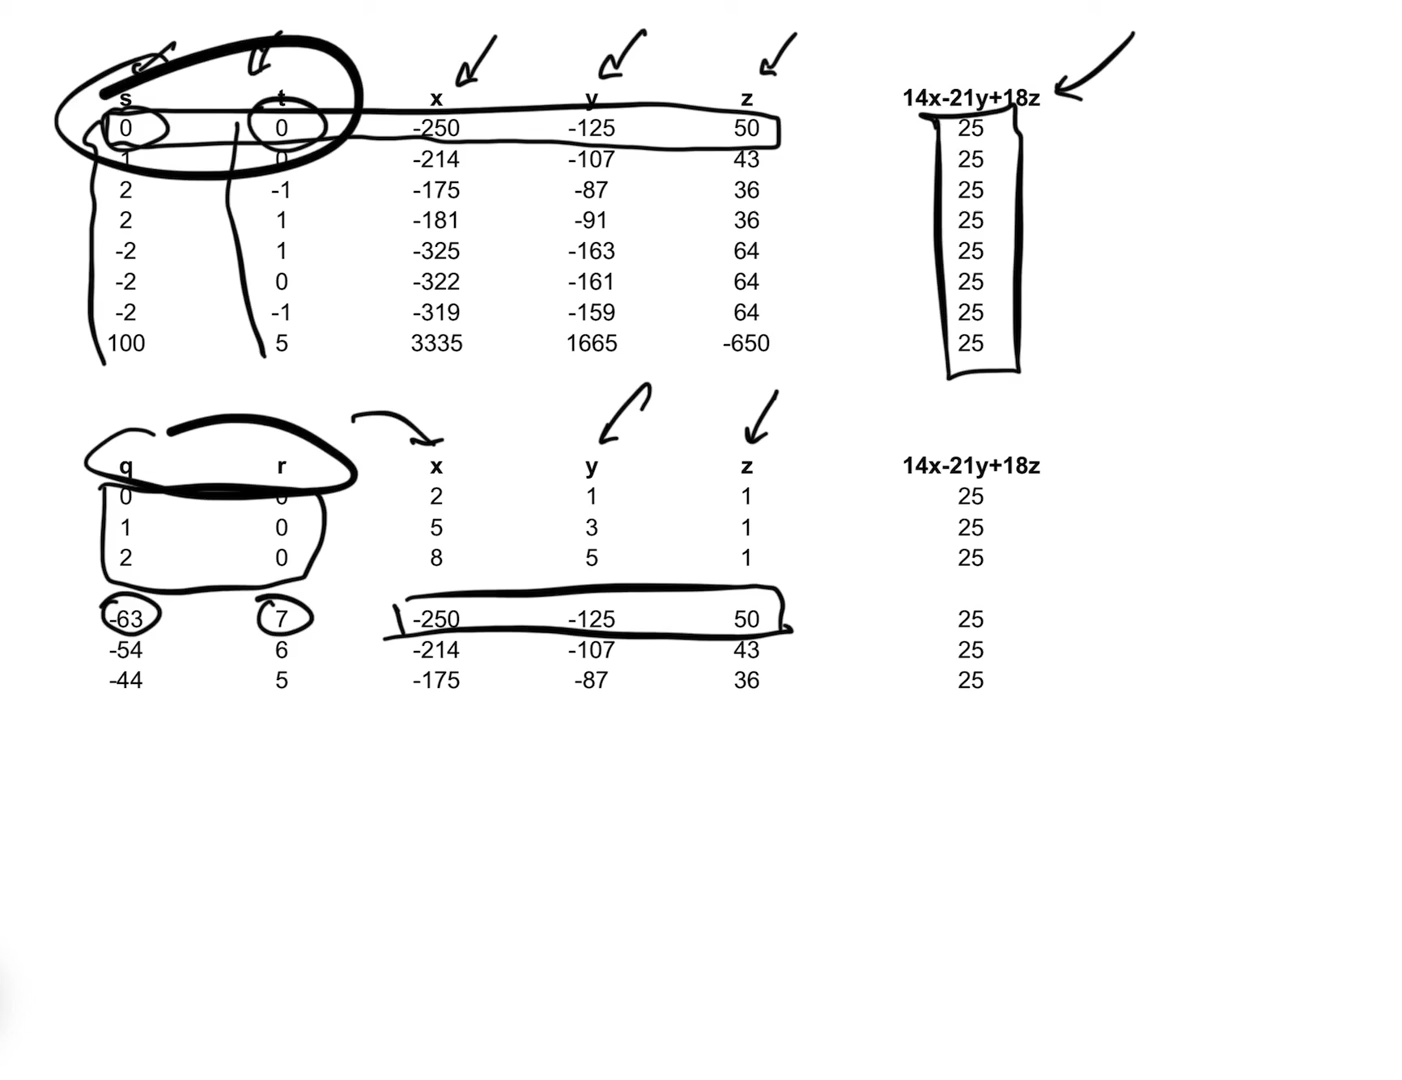 s t x y z 14x-21y+18z
0 0 -250 -125 50 25
1 0 -214 -107 43 25
2 -1 -175 -87 36 25
2 1 -181 -91 36 25
-2 1 -325 -163 64 25
-2 0 -322 -161 64 25
-2 -1 -319 -159 64 25
100 5 3335 1665 -650 25
q r x y z 14x-21y+18z
0 0 2 1 1 25
1 0 5 3 1 25
2 0 8 5 1 25
-63 7 -250 -125 50 25
-54 6 -214 -107 43 25
-44 5 -175 -87 36 25